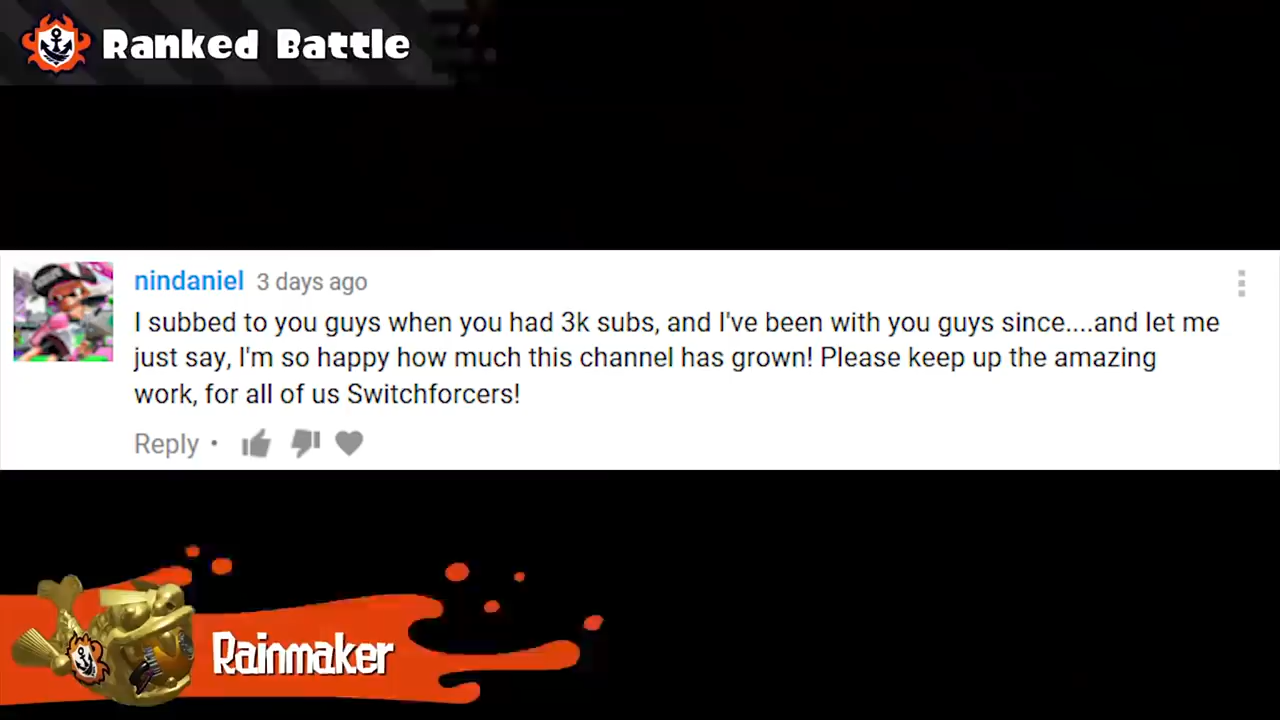 Ranked Battle
nindaniel 3 days ago
I subbed to you guys when you had 3k subs, and I've been with you guys since....and let me
just say, I'm so happy how much this channel has grown! Please keep up the amazing
work, for all of us Switchforcers!
Reply •
Rainmaker